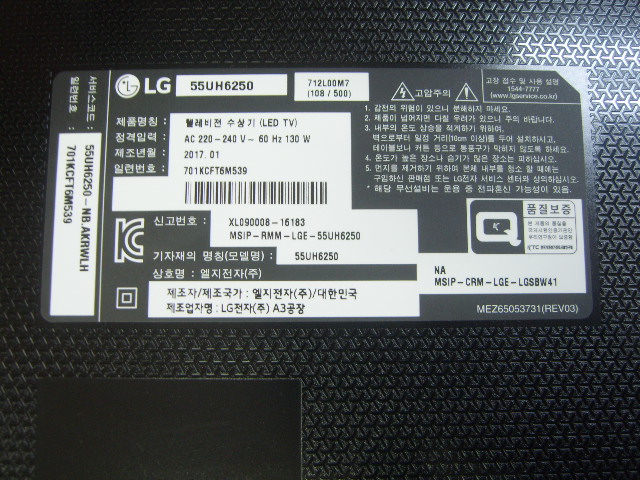 LG 55UH6250
712L00M7
(108 / 500)
제품명칭 : 텔레비전 수상기 (LED TV)
정격입력 : AC 220-240 V ~ 60 Hz 130 W
제조년월 : 2017. 01
일련번호 : 701KCFT6M539
신고번호 : XL090008-16183
MSIP-RMM-LGE-55UH6250
기자재의 명칭(모델명) : 55UH6250
상호명 : 엘지전자(주)
제조자/제조국가 : 엘지전자(주)/대한민국
제조업자명 : LG전자(주) A3공장
서비스코드 : 55UH6250-NB.AKRWLH
일련번호 : 701KCFT6M539
고압주의
고장 접수 및 사용 설명
1544-7777
(www.lgservice.co.kr)
1. 감전의 위험이 있으니 분해하지 마세요.
2. 제품이 넘어지면 다칠 우려가 있으니 주의하세요.
3. 내부의 온도 상승을 적게하기 위하여,
벽으로부터 일정 거리(10cm 이상)를 두어 설치하시고,
테이블보나 커튼 등으로 통풍구가 막히지 않도록 하세요.
4. 온도가 높은 장소나 습기가 많은 장소는 피하세요.
5. 먼지를 제거하기 위해 본체 내부를 청소 할 때에는
구입하신 판매점 또는 LG전자 서비스 센터와 상의하세요.
* 해당 무선설비는 운용 중 전파혼신 가능성이 있음.
품질보증
Q
K
KTC
NA
MSIP-CRM-LGE-LGSBW41
MEZ65053731(REV03)